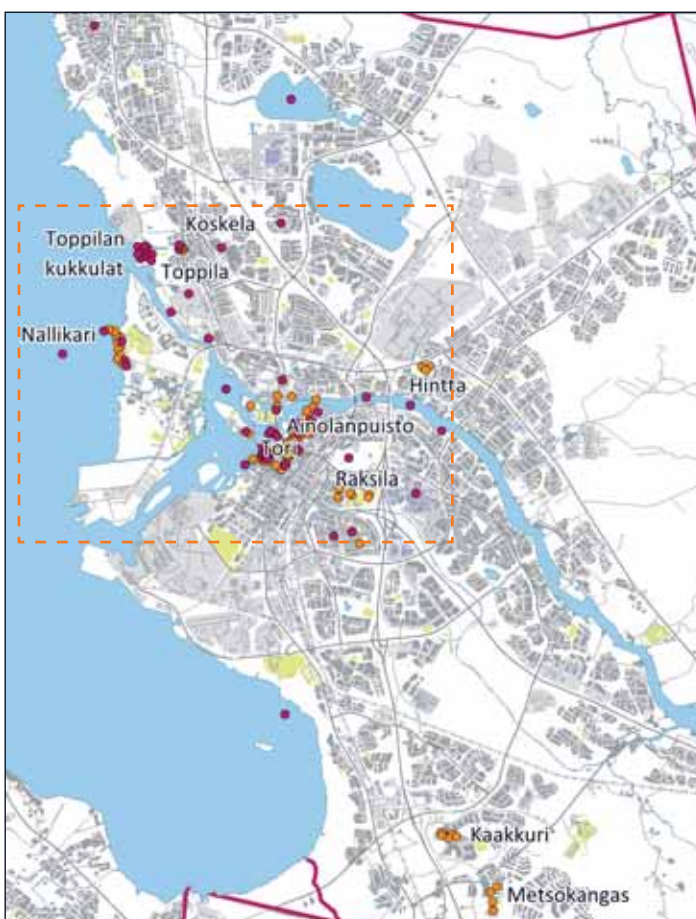 Koskela
Toppilan
kukkulat
Toppila
Nallikari
Hintta
Ainolanpuisto
Tori
Raksila
Kaakkuri
Metsokangas